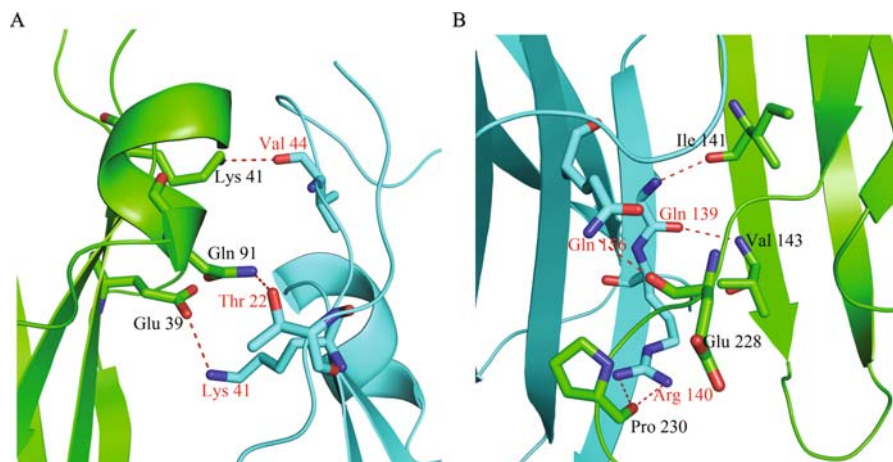 A
Val 44
Lys 41
Gln 91
Thr 22
Glu 39
Lys 41
B
Ile 141
Gln 139
Gln 136
Val 143
Glu 228
Arg 140
Pro 230